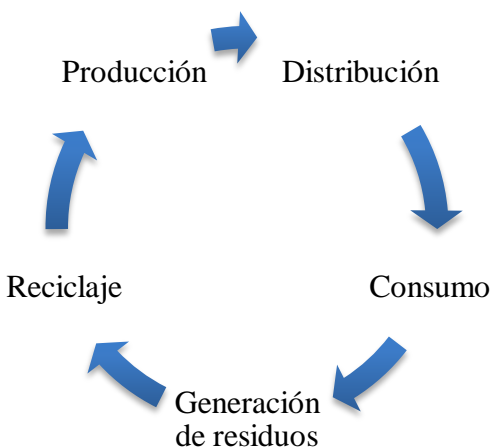 Producción
Distribución
Consumo
Generación
de residuos
Reciclaje